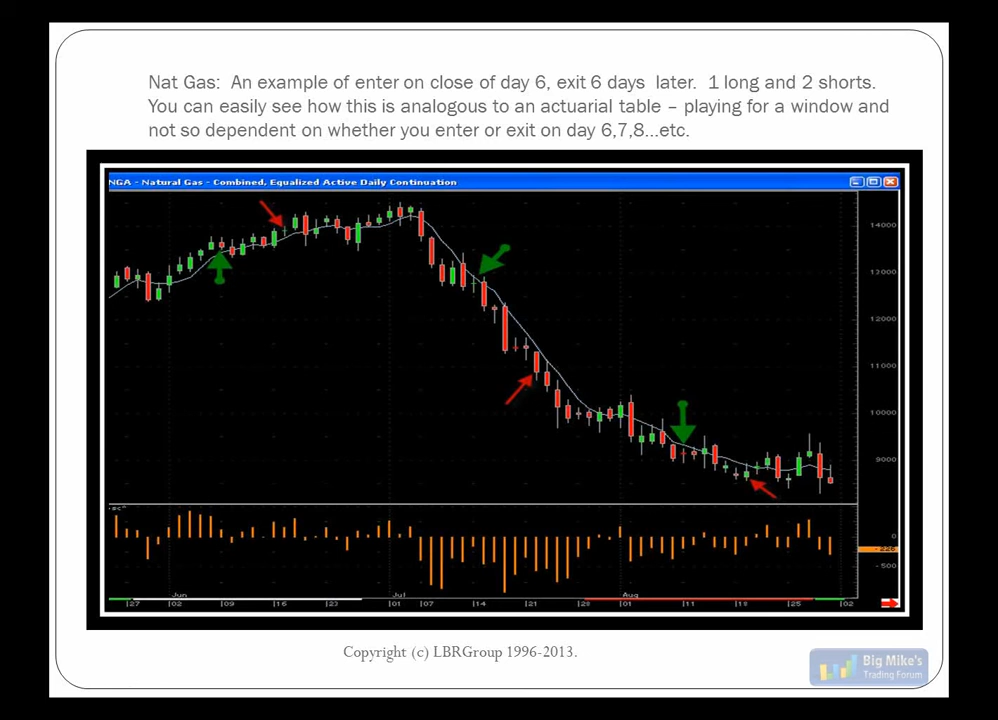 Nat Gas: An example of enter on close of day 6, exit 6 days later. 1 long and 2 shorts.
You can easily see how this is analogous to an actuarial table – playing for a window and
not so dependent on whether you enter or exit on day 6,7,8...etc.
NGA - Natural Gas - Combined, Equalized Active Daily Continuation
14000
13000
12000
11000
10000
9000
0
-226
-500
Jun Jul Aug
27 02 09 16 23 01 07 14 21 28 01 11 18 25 02
Copyright (c) LBRGroup 1996-2013.
Big Mike's
Trading Forum